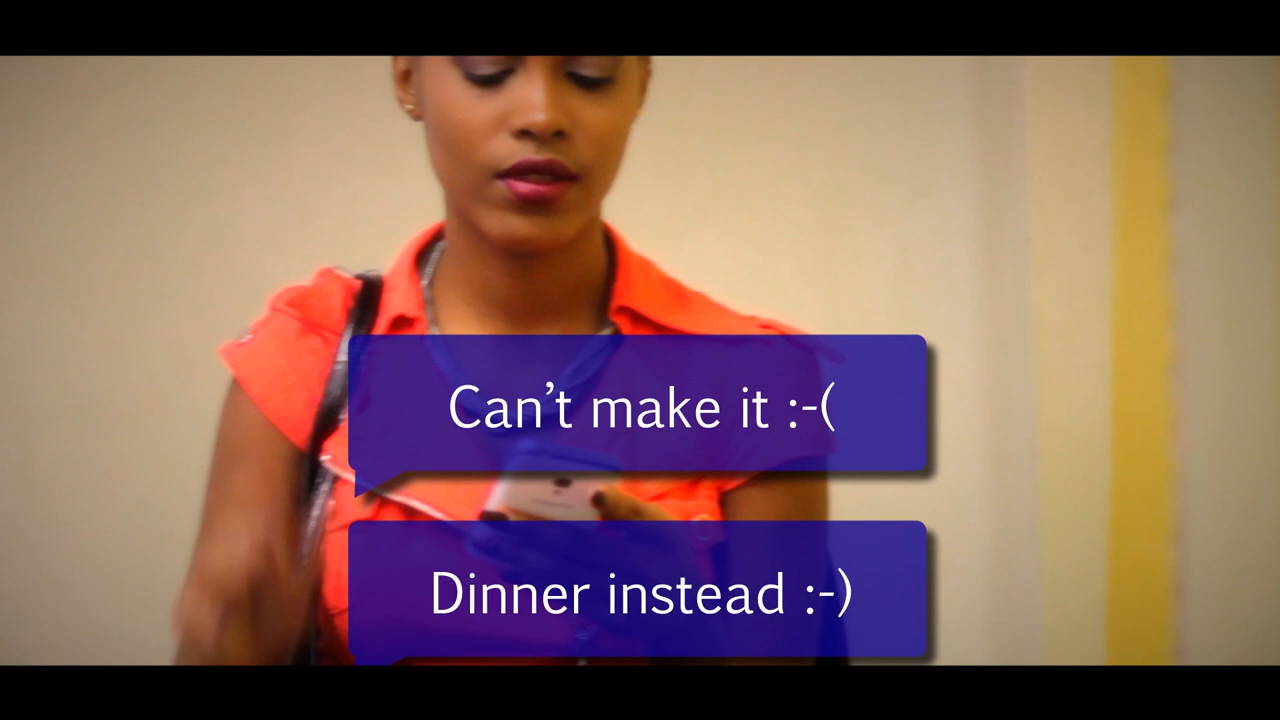 Can’t make it :-(
Dinner instead :-)